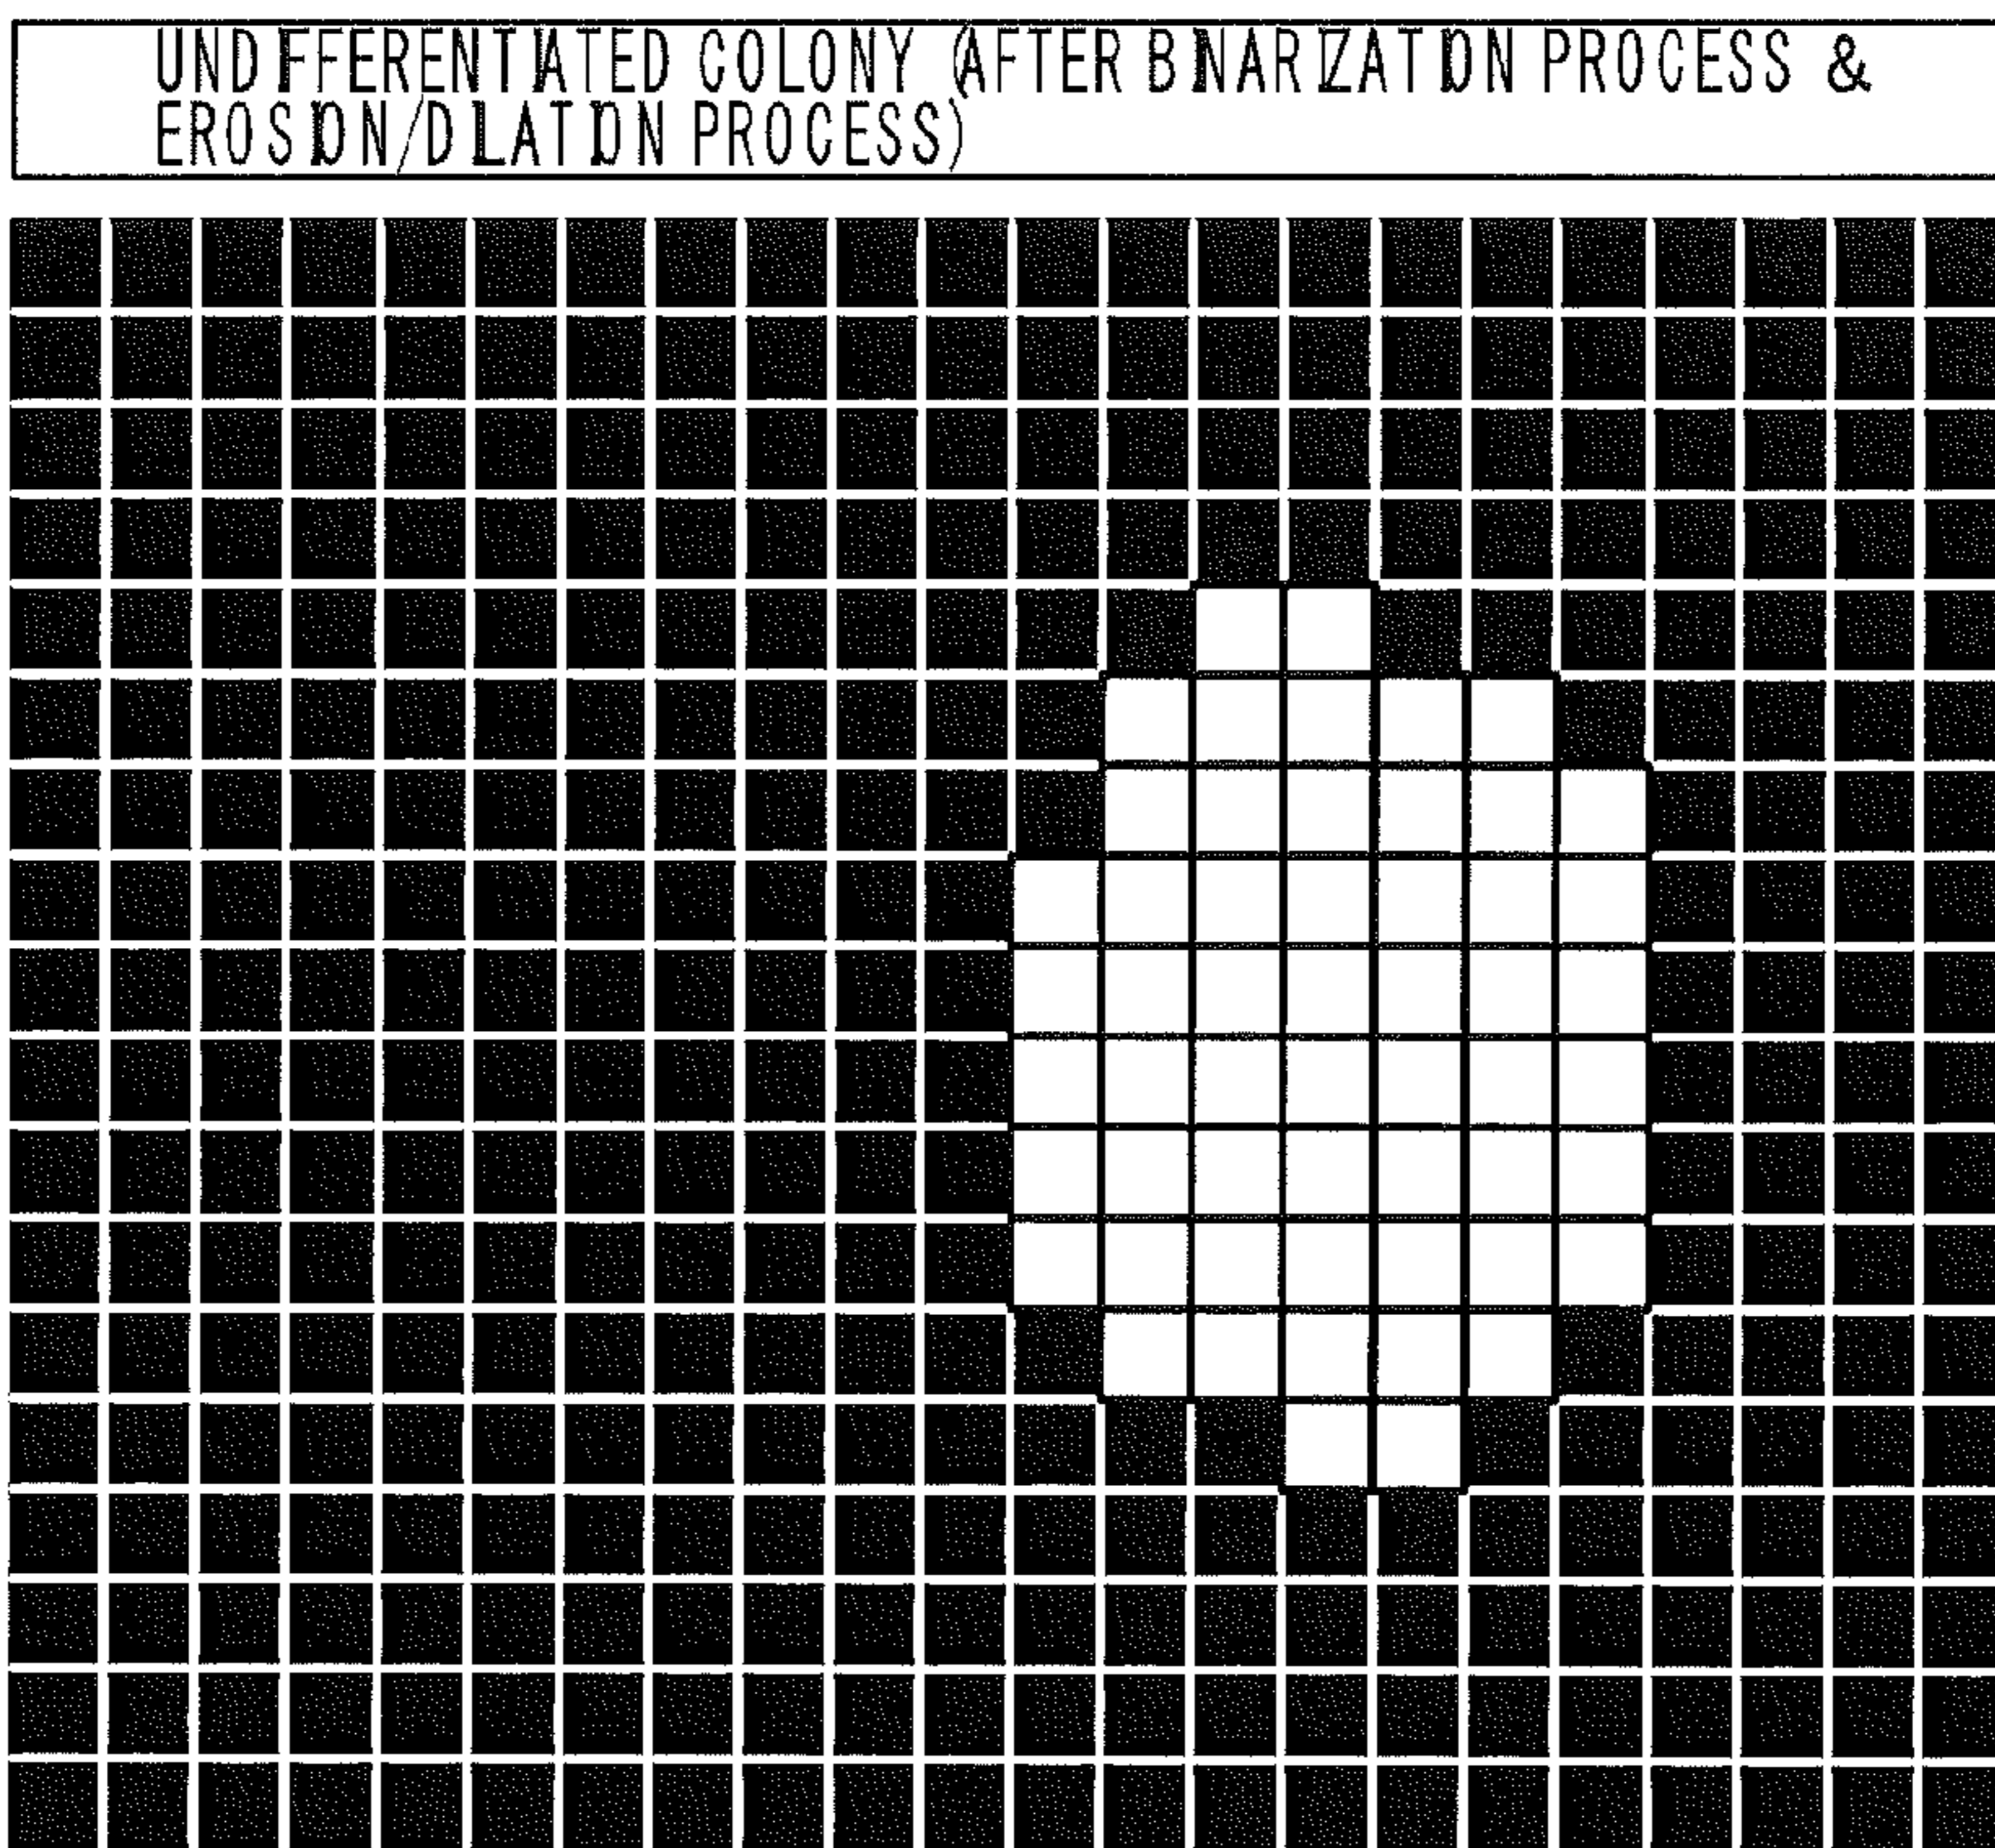 UNDIFFERENTIATED COLONY (AFTER BINARIZATION PROCESS &
EROSION/DILATION PROCESS)